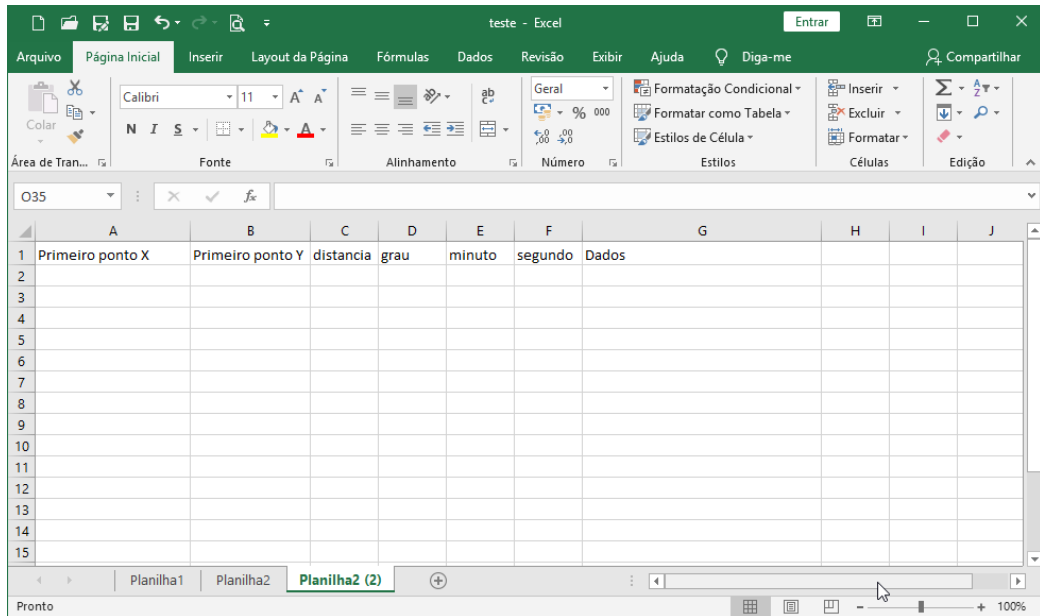 teste - Excel
Entrar
Arquivo Página Inicial Inserir Layout da Página Fórmulas Dados Revisão Exibir Ajuda Diga-me Compartilhar
Colar
Calibri 11
N I S
A A
ab
Geral
% 000
Formatação Condicional
Formatar como Tabela
Estilos de Célula
Inserir
Excluir
Formatar
Área de Tran... Fonte Alinhamento Número Estilos Células Edição
O35 fx
A B C D E F G H I J
1 Primeiro ponto X Primeiro ponto Y distancia grau minuto segundo Dados
2
3
4
5
6
7
8
9
10
11
12
13
14
15
Planilha1 Planilha2 Planilha2 (2)
Pronto 100%